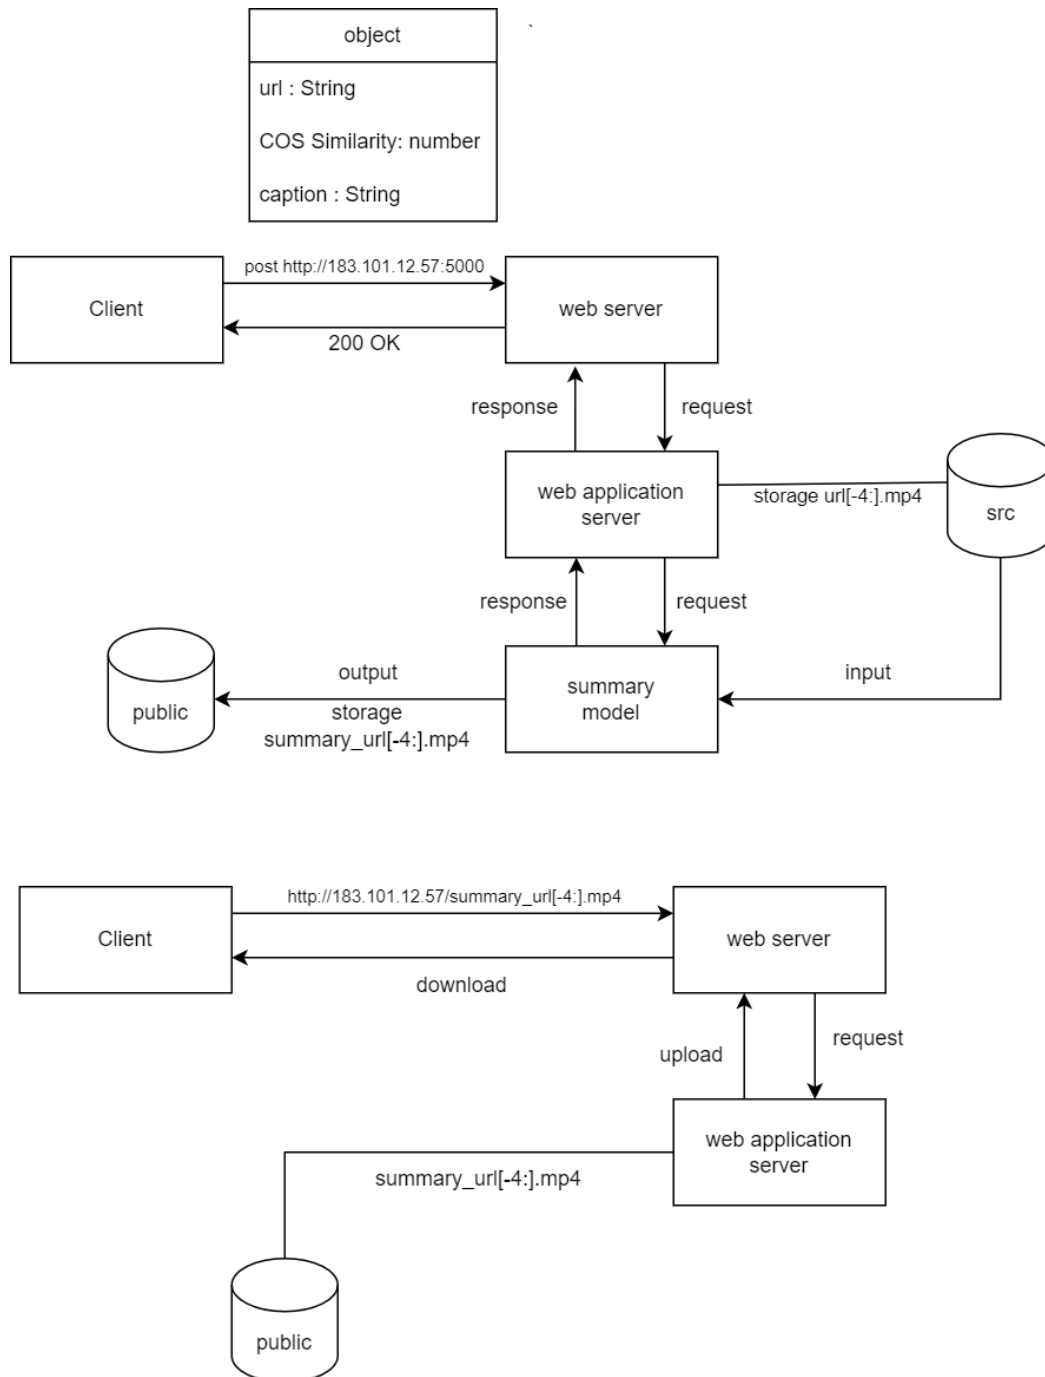 object
`
url : String
COS Similarity: number
caption : String
post http://183.101.12.57:5000
Client
web server
200 OK
response
request
web application
server
storage url[-4:].mp4
src
response
request
output
summary
model
input
public
storage
summary_url[-4:].mp4
http://183.101.12.57/summary_url[-4:].mp4
Client
web server
download
request
upload
web application
server
summary_url[-4:].mp4
public